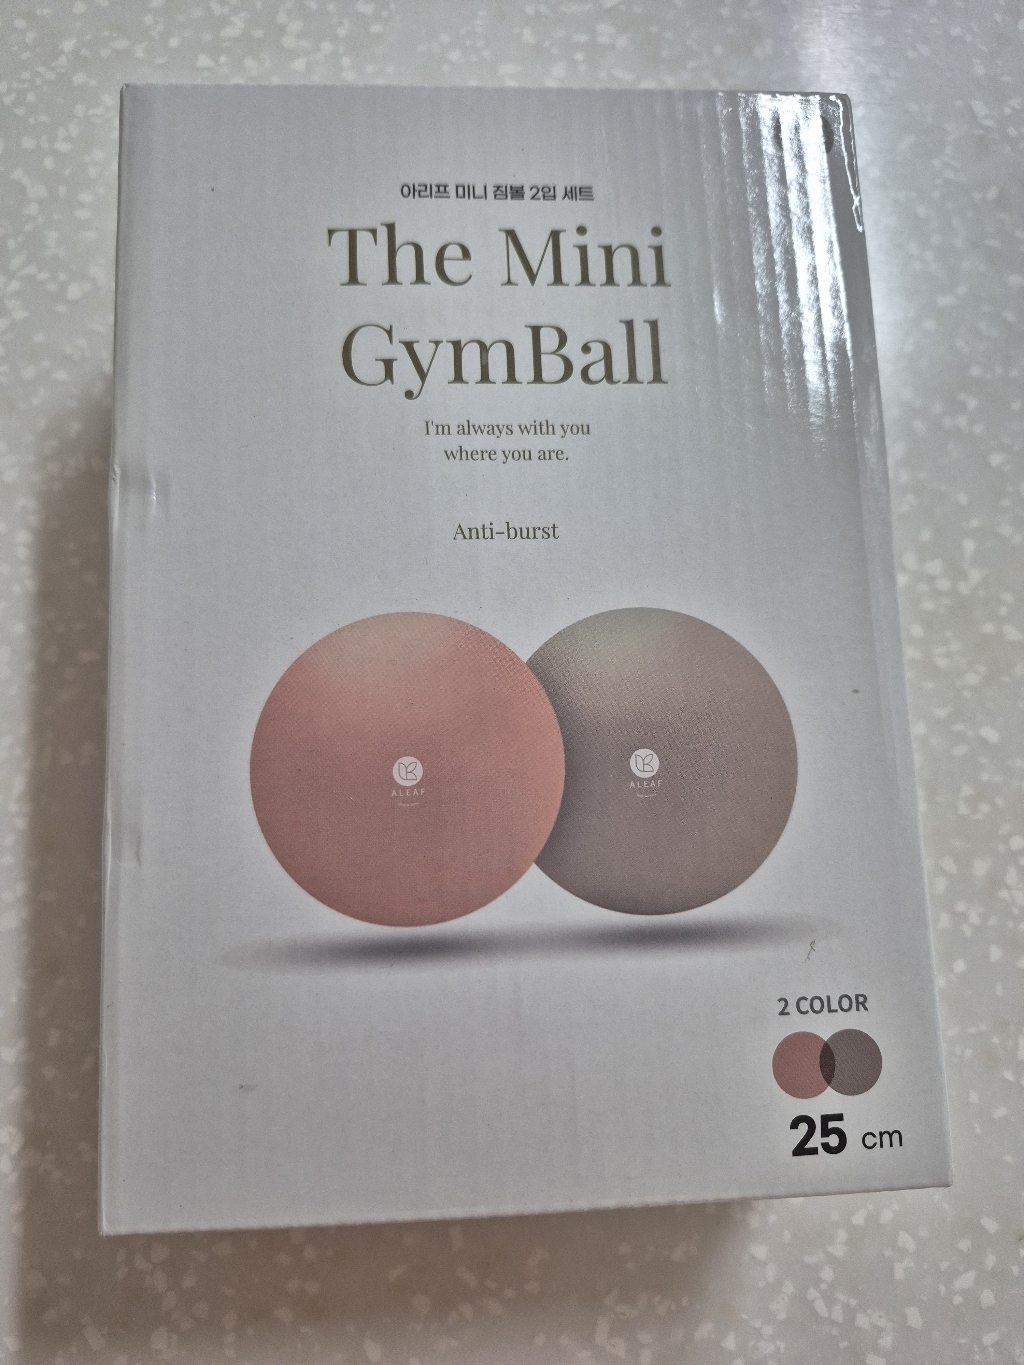 아리프 미니 짐볼 2입 세트
The Mini
GymBall
I'm always with you
where you are.
Anti-burst
ALEAF
ALEAF
2 COLOR
25 cm